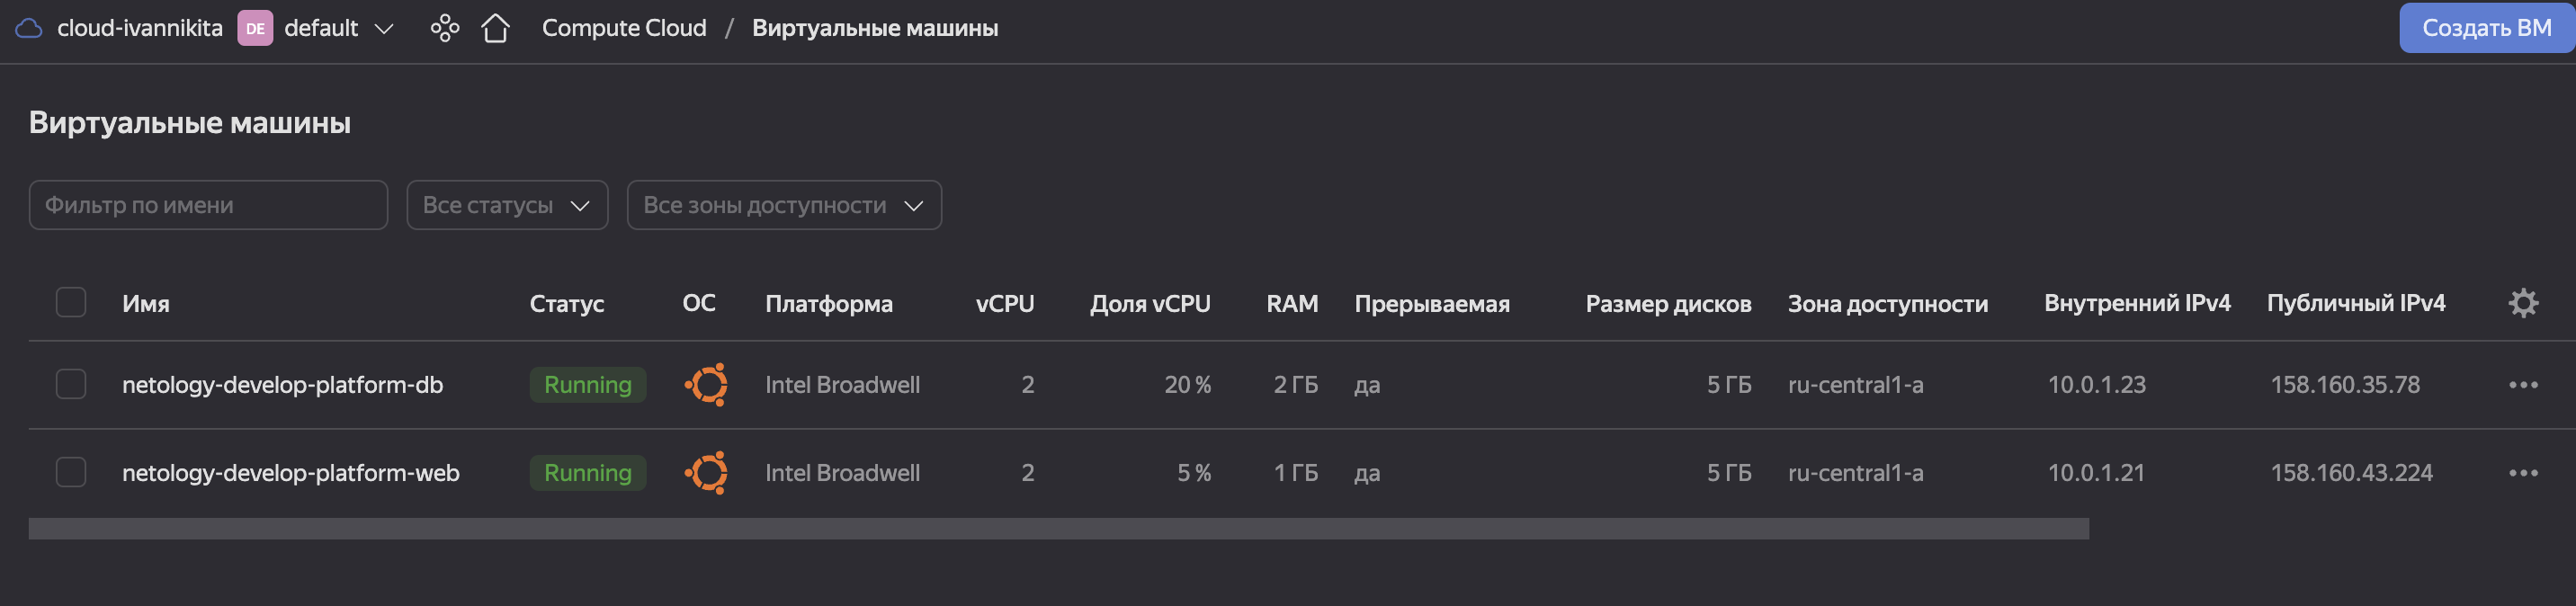 cloud-ivannikita DE default Compute Cloud / Виртуальные машины Создать ВМ
Виртуальные машины
Фильтр по имени Все статусы Все зоны доступности
Имя Статус ОС Платформа vCPU Доля vCPU RAM Прерываемая Размер дисков Зона доступности Внутренний IPv4 Публичный IPv4
netology-develop-platform-db Running Intel Broadwell 2 20 % 2 ГБ да 5 ГБ ru-central1-a 10.0.1.23 158.160.35.78
netology-develop-platform-web Running Intel Broadwell 2 5 % 1 ГБ да 5 ГБ ru-central1-a 10.0.1.21 158.160.43.224